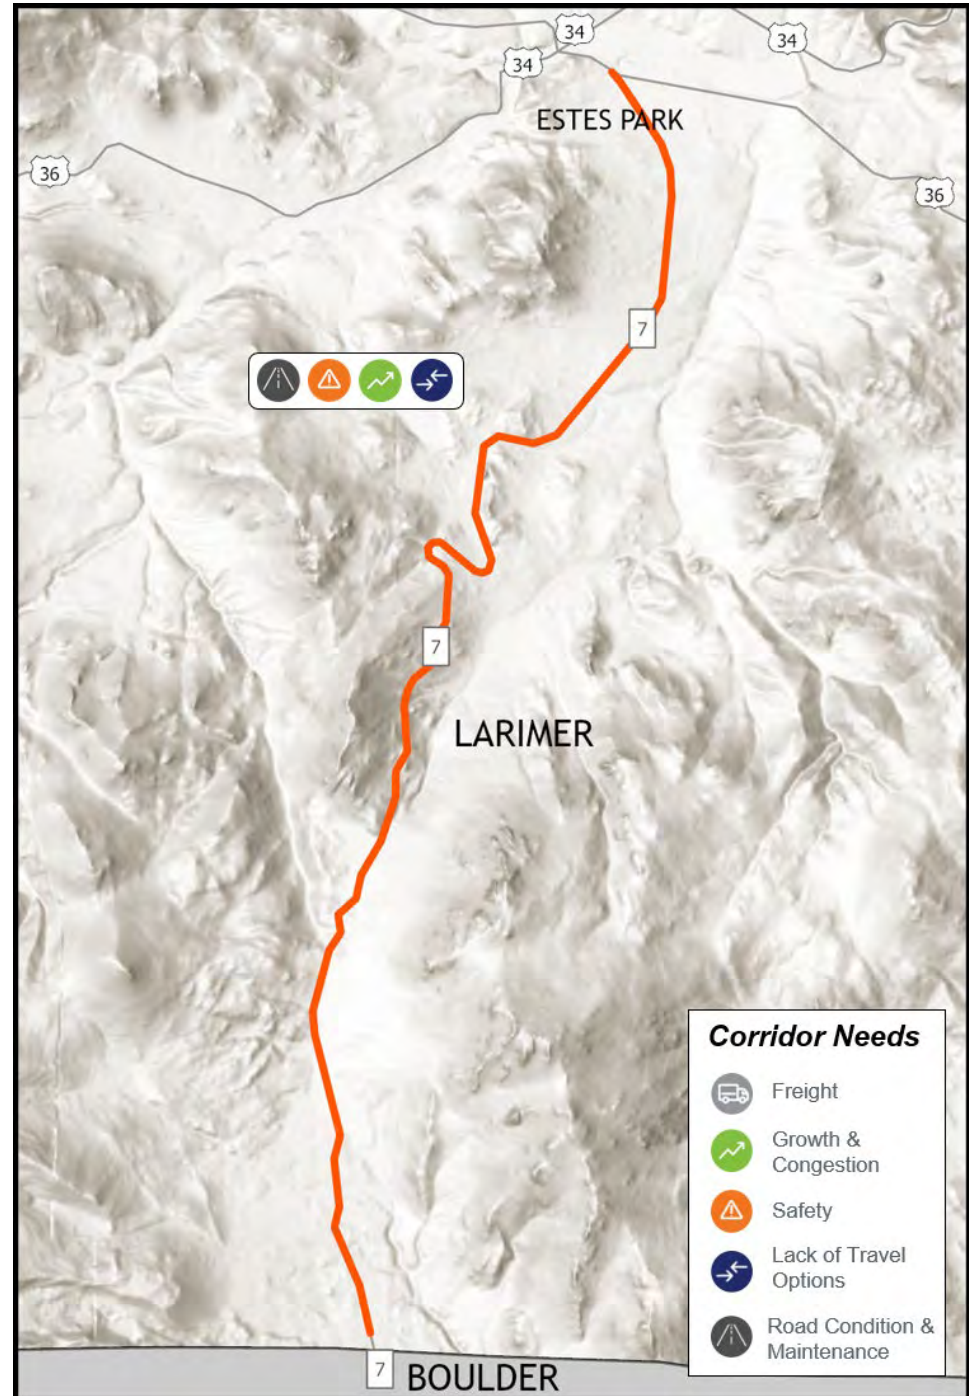 34
34
34
ESTES PARK
36
36
7
7
LARIMER
Corridor Needs
Freight
Growth &
Congestion
Safety
Lack of Travel
Options
Road Condition &
Maintenance
7
BOULDER